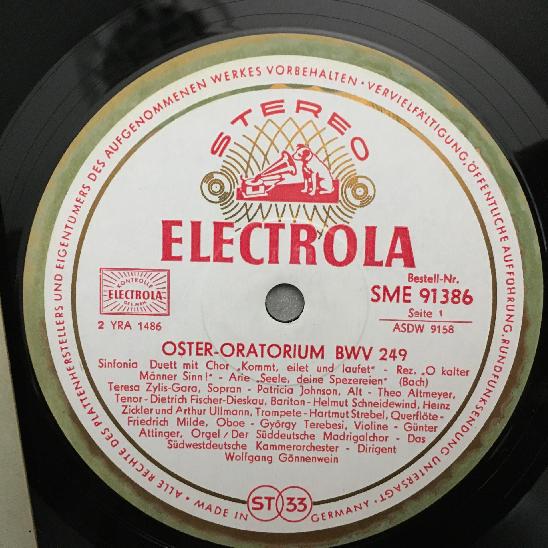 ALLE RECHTE DES PLATTENHERSTELLERS UND EIGENTÜMERS DES AUFGENOMMENEN WERKES VORBEHALTEN · VERVIELFÄLTIGUNG, ÖFFENTLICHE AUFFÜHRUNG, RUNDFUNKSENDUNG UNTERSAGT ·
STEREO
ELECTROLA
KONTROLLE
ELECTROLA
2 YRA 1486
Bestell-Nr.
SME 91386
Seite 1
ASDW 9158
OSTER-ORATORIUM BWV 249
Sinfonia Duett mit Chor „Kommt, eilet und laufet" - Rez. „O kalter
Männer Sinn!" - Arie „Seele, deine Spezereien" (Bach)
Teresa Zylis-Gara, Sopran - Patricia Johnson, Alt - Theo Altmeyer,
Tenor - Dietrich Fischer-Dieskau, Bariton - Helmut Schneidewind, Heinz
Zickler und Arthur Ullmann, Trompete - Hartmut Strebel, Querflöte -
Friedrich Milde, Oboe - György Terebesi, Violine - Günter
Attinger, Orgel / Der Süddeutsche Madrigalchor - Das
Südwestdeutsche Kammerorchester - Dirigent
Wolfgang Gönnenwein
MADE IN GERMANY
ST 33